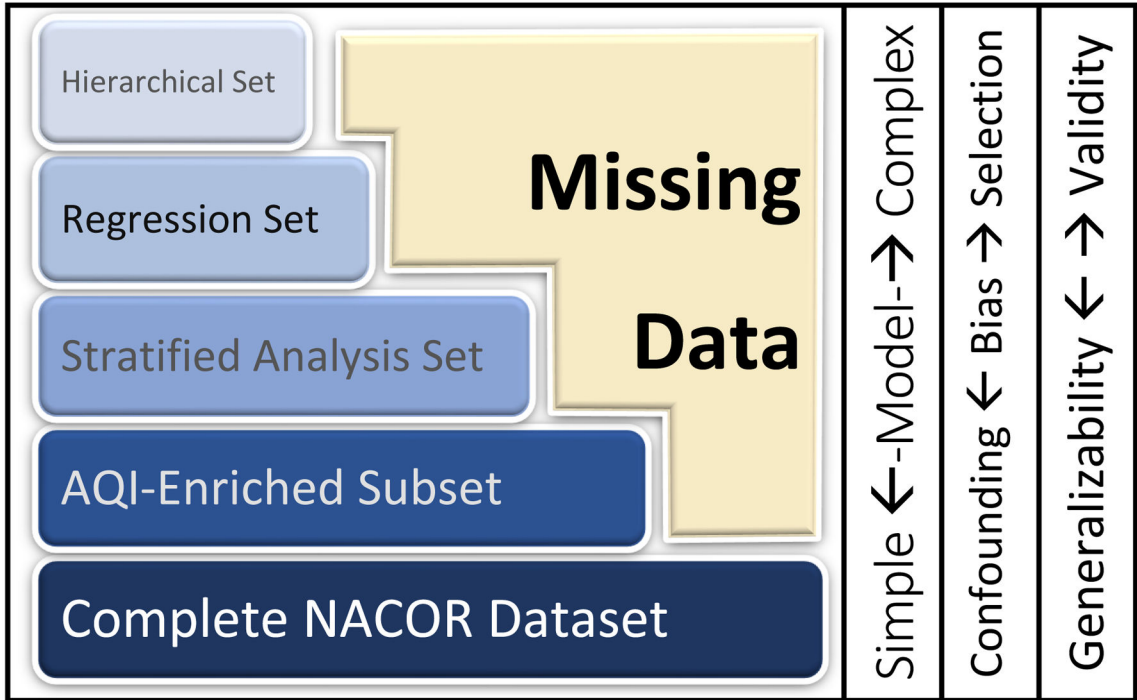 Hierarchical Set
Regression Set
Stratified Analysis Set
AQI-Enriched Subset
Complete NACOR Dataset
Missing
Data
Simple ←-Model-→ Complex
Confounding ← Bias → Selection
Generalizability ← → Validity